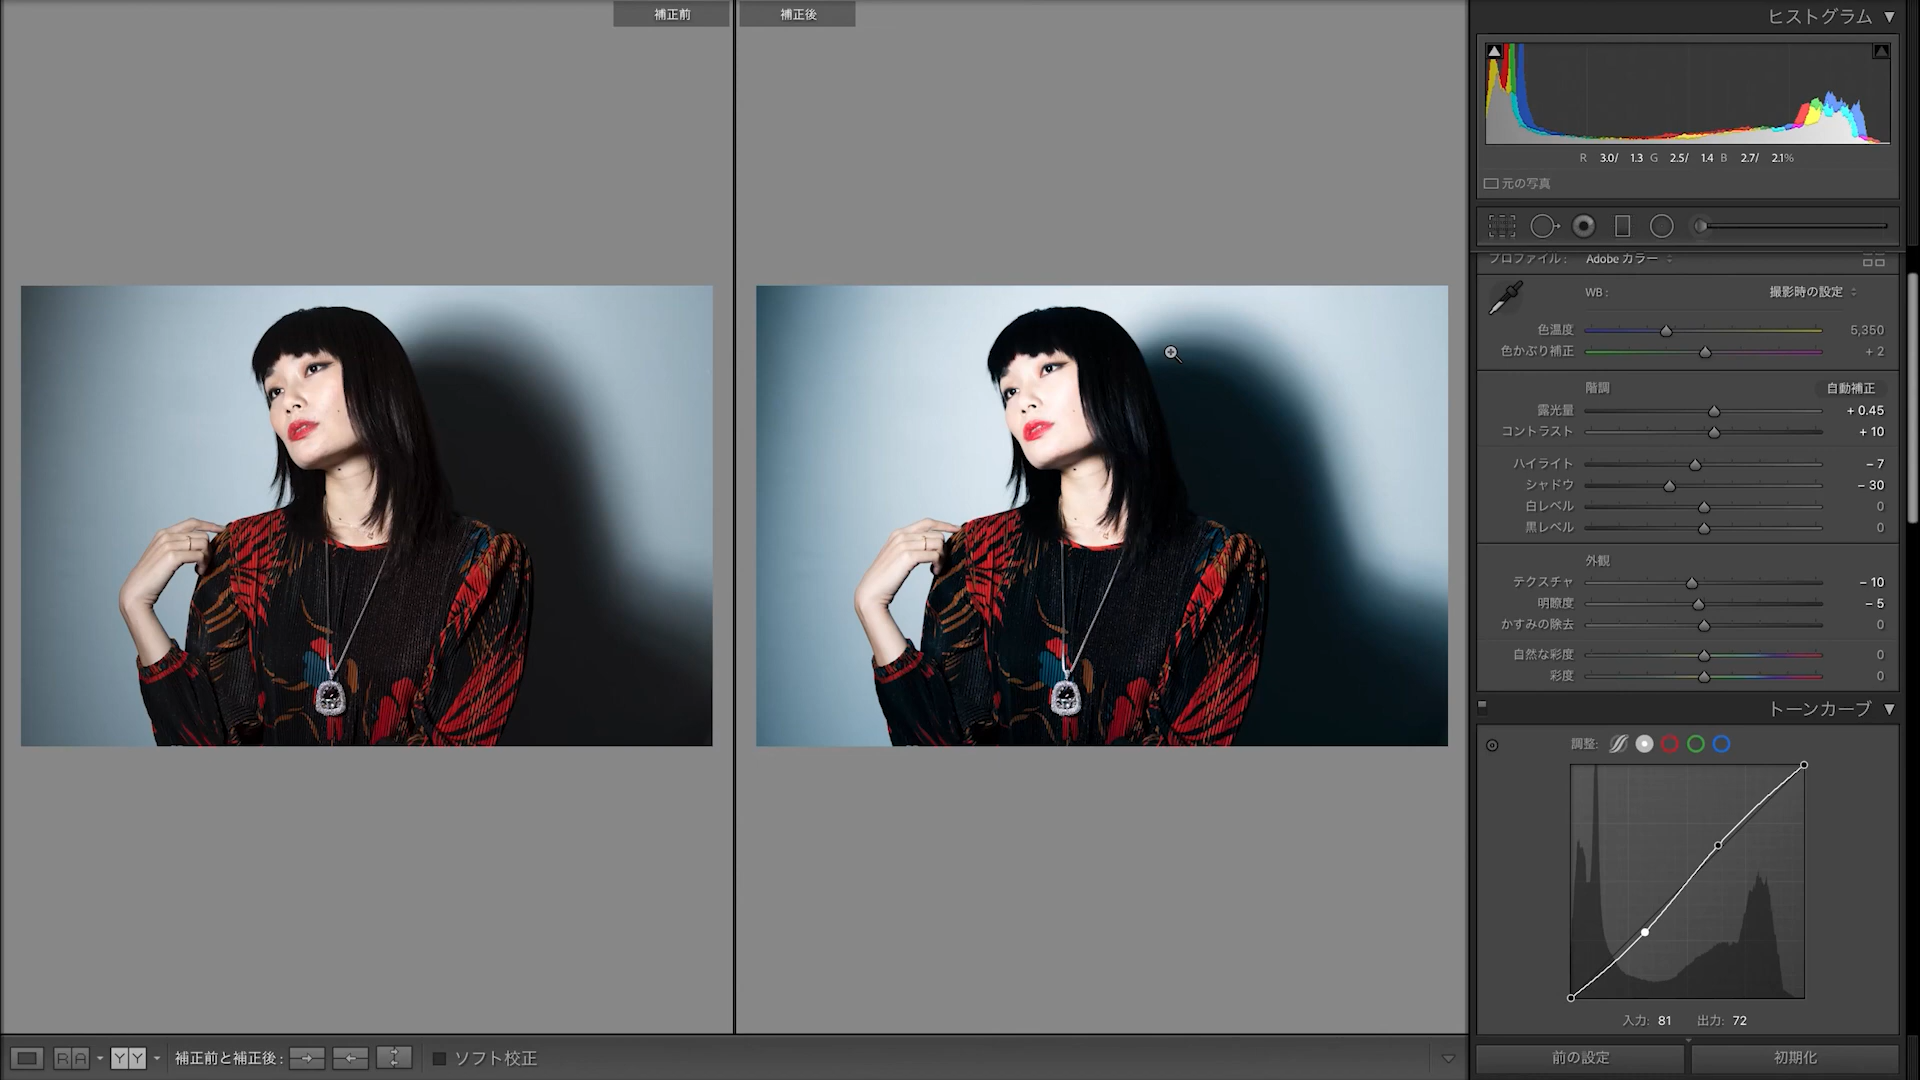 補正前
補正後
ヒストグラム
R 3.0/ 1.3 G 2.5/ 1.4 B 2.7/ 2.1%
元の写真
プロファイル: Adobe カラー
WB: 撮影時の設定
色温度 5,350
色かぶり補正 + 2
階調 自動補正
露光量 + 0.45
コントラスト + 10
ハイライト - 7
シャドウ - 30
白レベル 0
黒レベル 0
外観
テクスチャ - 10
明瞭度 - 5
かすみの除去 0
自然な彩度 0
彩度 0
トーンカーブ
調整:
入力: 81 出力: 72
R A Y Y 補正前と補正後: ソフト校正
前の設定 初期化